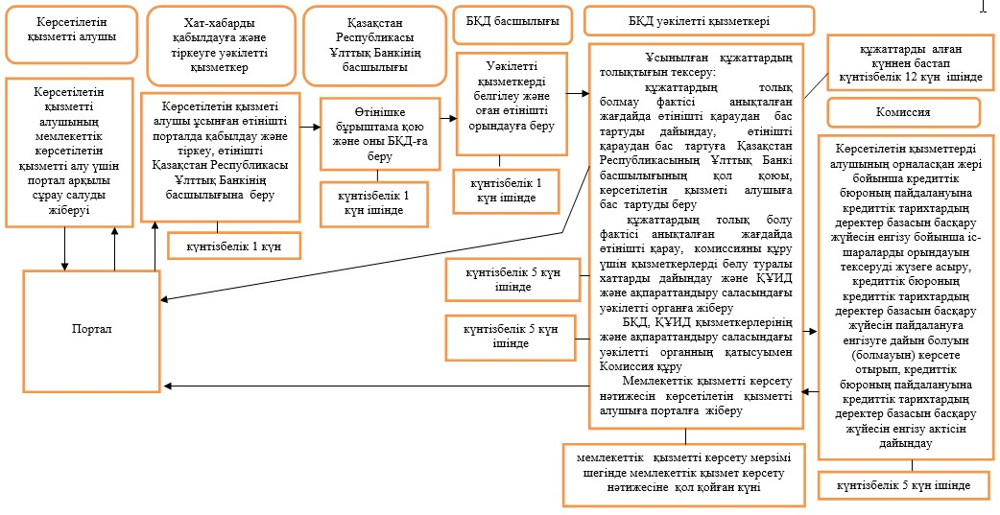 Көрсетілетін
қызметті алушы
Хат-хабарды
қабылдауға және
тіркеуге уәкілетті
қызметкер
Қазақстан
Республикасы
Ұлттық Банкінің
басшылығы
БҚД басшылығы
БҚД уәкілетті қызметкері
Көрсетілетін
қызметті
алушының
мемлекеттік
көрсетілетін
қызметті алу үшін
портал арқылы
сұрау салуды
жіберуі
Көрсетілетін қызметі
алушы ұсынған өтінішті
порталда қабылдау және
тіркеу, өтінішті
Қазақстан Республикасы
Ұлттық Банкінің
басшылығына беру
күнтізбелік 1 күн
Өтінішке
бұрыштама қою
және оны БҚД-ға
беру
күнтізбелік 1
күн ішінде
Уәкілетті
қызметкерді
белгілеу және
оған өтінішті
орындауға беру
күнтізбелік 1
күн ішінде
Ұсынылған құжаттардың
толықтығын тексеру:
құжаттардың толық
болмау фактісі анықталған
жағдайда өтінішті қараудан бас
тартуды дайындау, өтінішті
қараудан бас тартуға Қазақстан
Республикасының Ұлттық Банкі
басшылығының қол қоюы,
көрсетілетін қызметі алушыға
бас тартуды беру
құжаттардың толық болу
фактісі анықталған жағдайда
өтінішті қарау, комиссияны құру
үшін қызметкерлерді бөлу туралы
хаттарды дайындау және ҚҰИД
және ақпараттандыру саласындағы
уәкілетті органға жіберу
БҚД, ҚҰИД қызметкерлерінің
және ақпараттандыру саласындағы
уәкілетті органның қатысуымен
Комиссия құру
Мемлекеттік қызметті көрсету
нәтижесін көрсетілетін қызметті
алушыға порталға жіберу
құжаттарды алған
күннен бастап
күнтізбелік 12 күн ішінде
Комиссия
Көрсетілетін қызметтерді
алушының орналасқан жері
бойынша кредиттік
бюроның пайдалануына
кредиттік тарихтардың
деректер базасын басқару
жүйесін енгізу бойынша іс-
шараларды орындауын
тексеруді жүзеге асыру,
кредиттік бюроның
кредиттік тарихтардың
деректер базасын басқару
жүйесін пайдалануға
енгізуге дайын болуын
(болмауын) көрсете
отырып, кредиттік
бюроның пайдалануына
кредиттік тарихтардың
деректер базасын басқару
жүйесін енгізу актісін
дайындау
күнтізбелік 5 күн ішінде
Портал
күнтізбелік 5 күн
ішінде
күнтізбелік 5 күн
ішінде
мемлекеттік қызметті көрсету мерзімі
шегінде мемлекеттік қызмет көрсету
нәтижесіне қол қойған күні